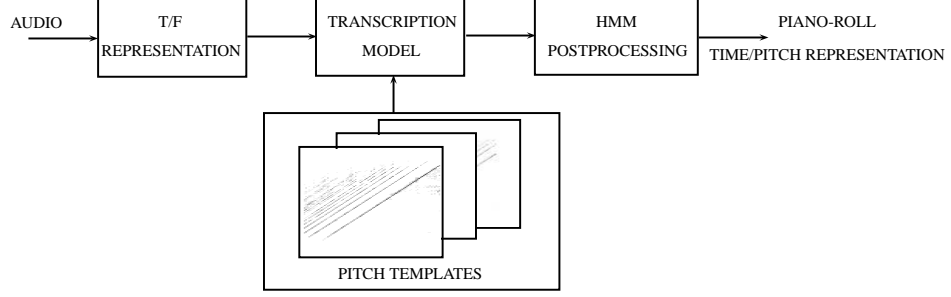 AUDIO
T/F
REPRESENTATION
TRANSCRIPTION
MODEL
HMM
POSTPROCESSING
PIANO-ROLL
TIME/PITCH REPRESENTATION
PITCH TEMPLATES